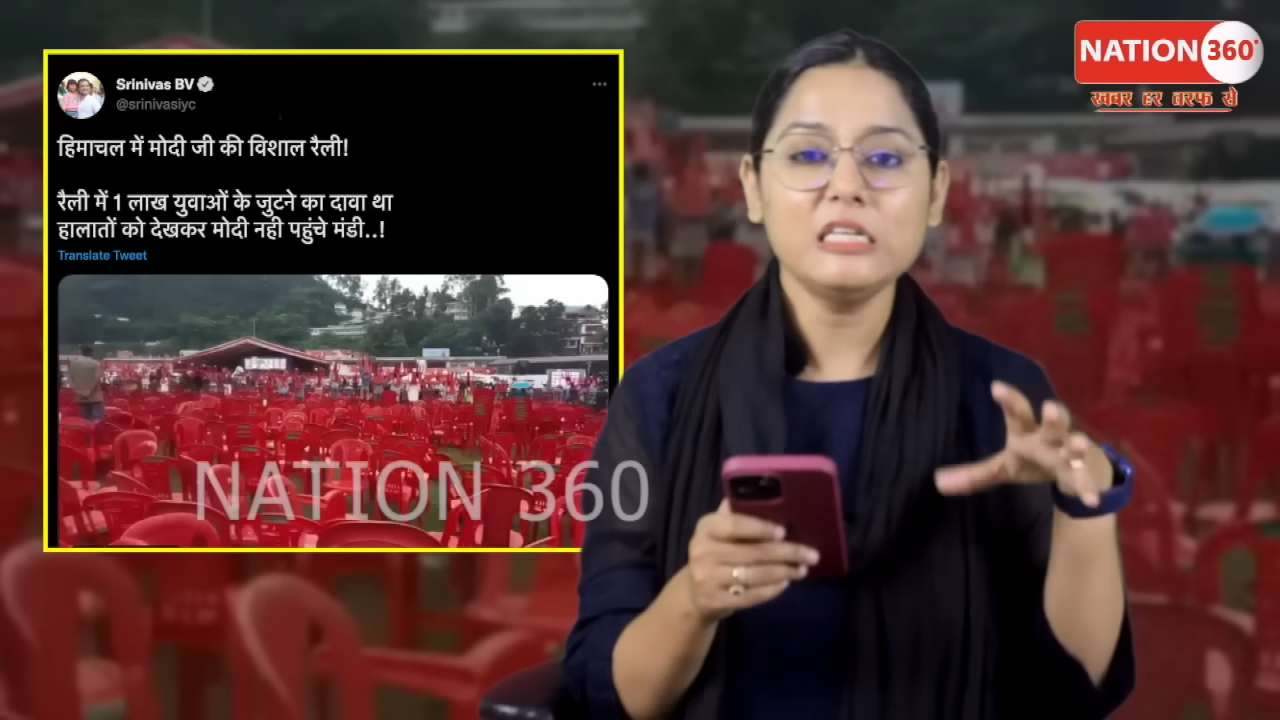 Srinivas BV
@srinivasiyc
हिमाचल में मोदी जी की विशाल रैली!
रैली में 1 लाख युवाओं के जुटने का दावा था
हालातों को देखकर मोदी नही पहुंचे मंडी..!
Translate Tweet
NATION 360
NATION 360
खबर हर तरफ से